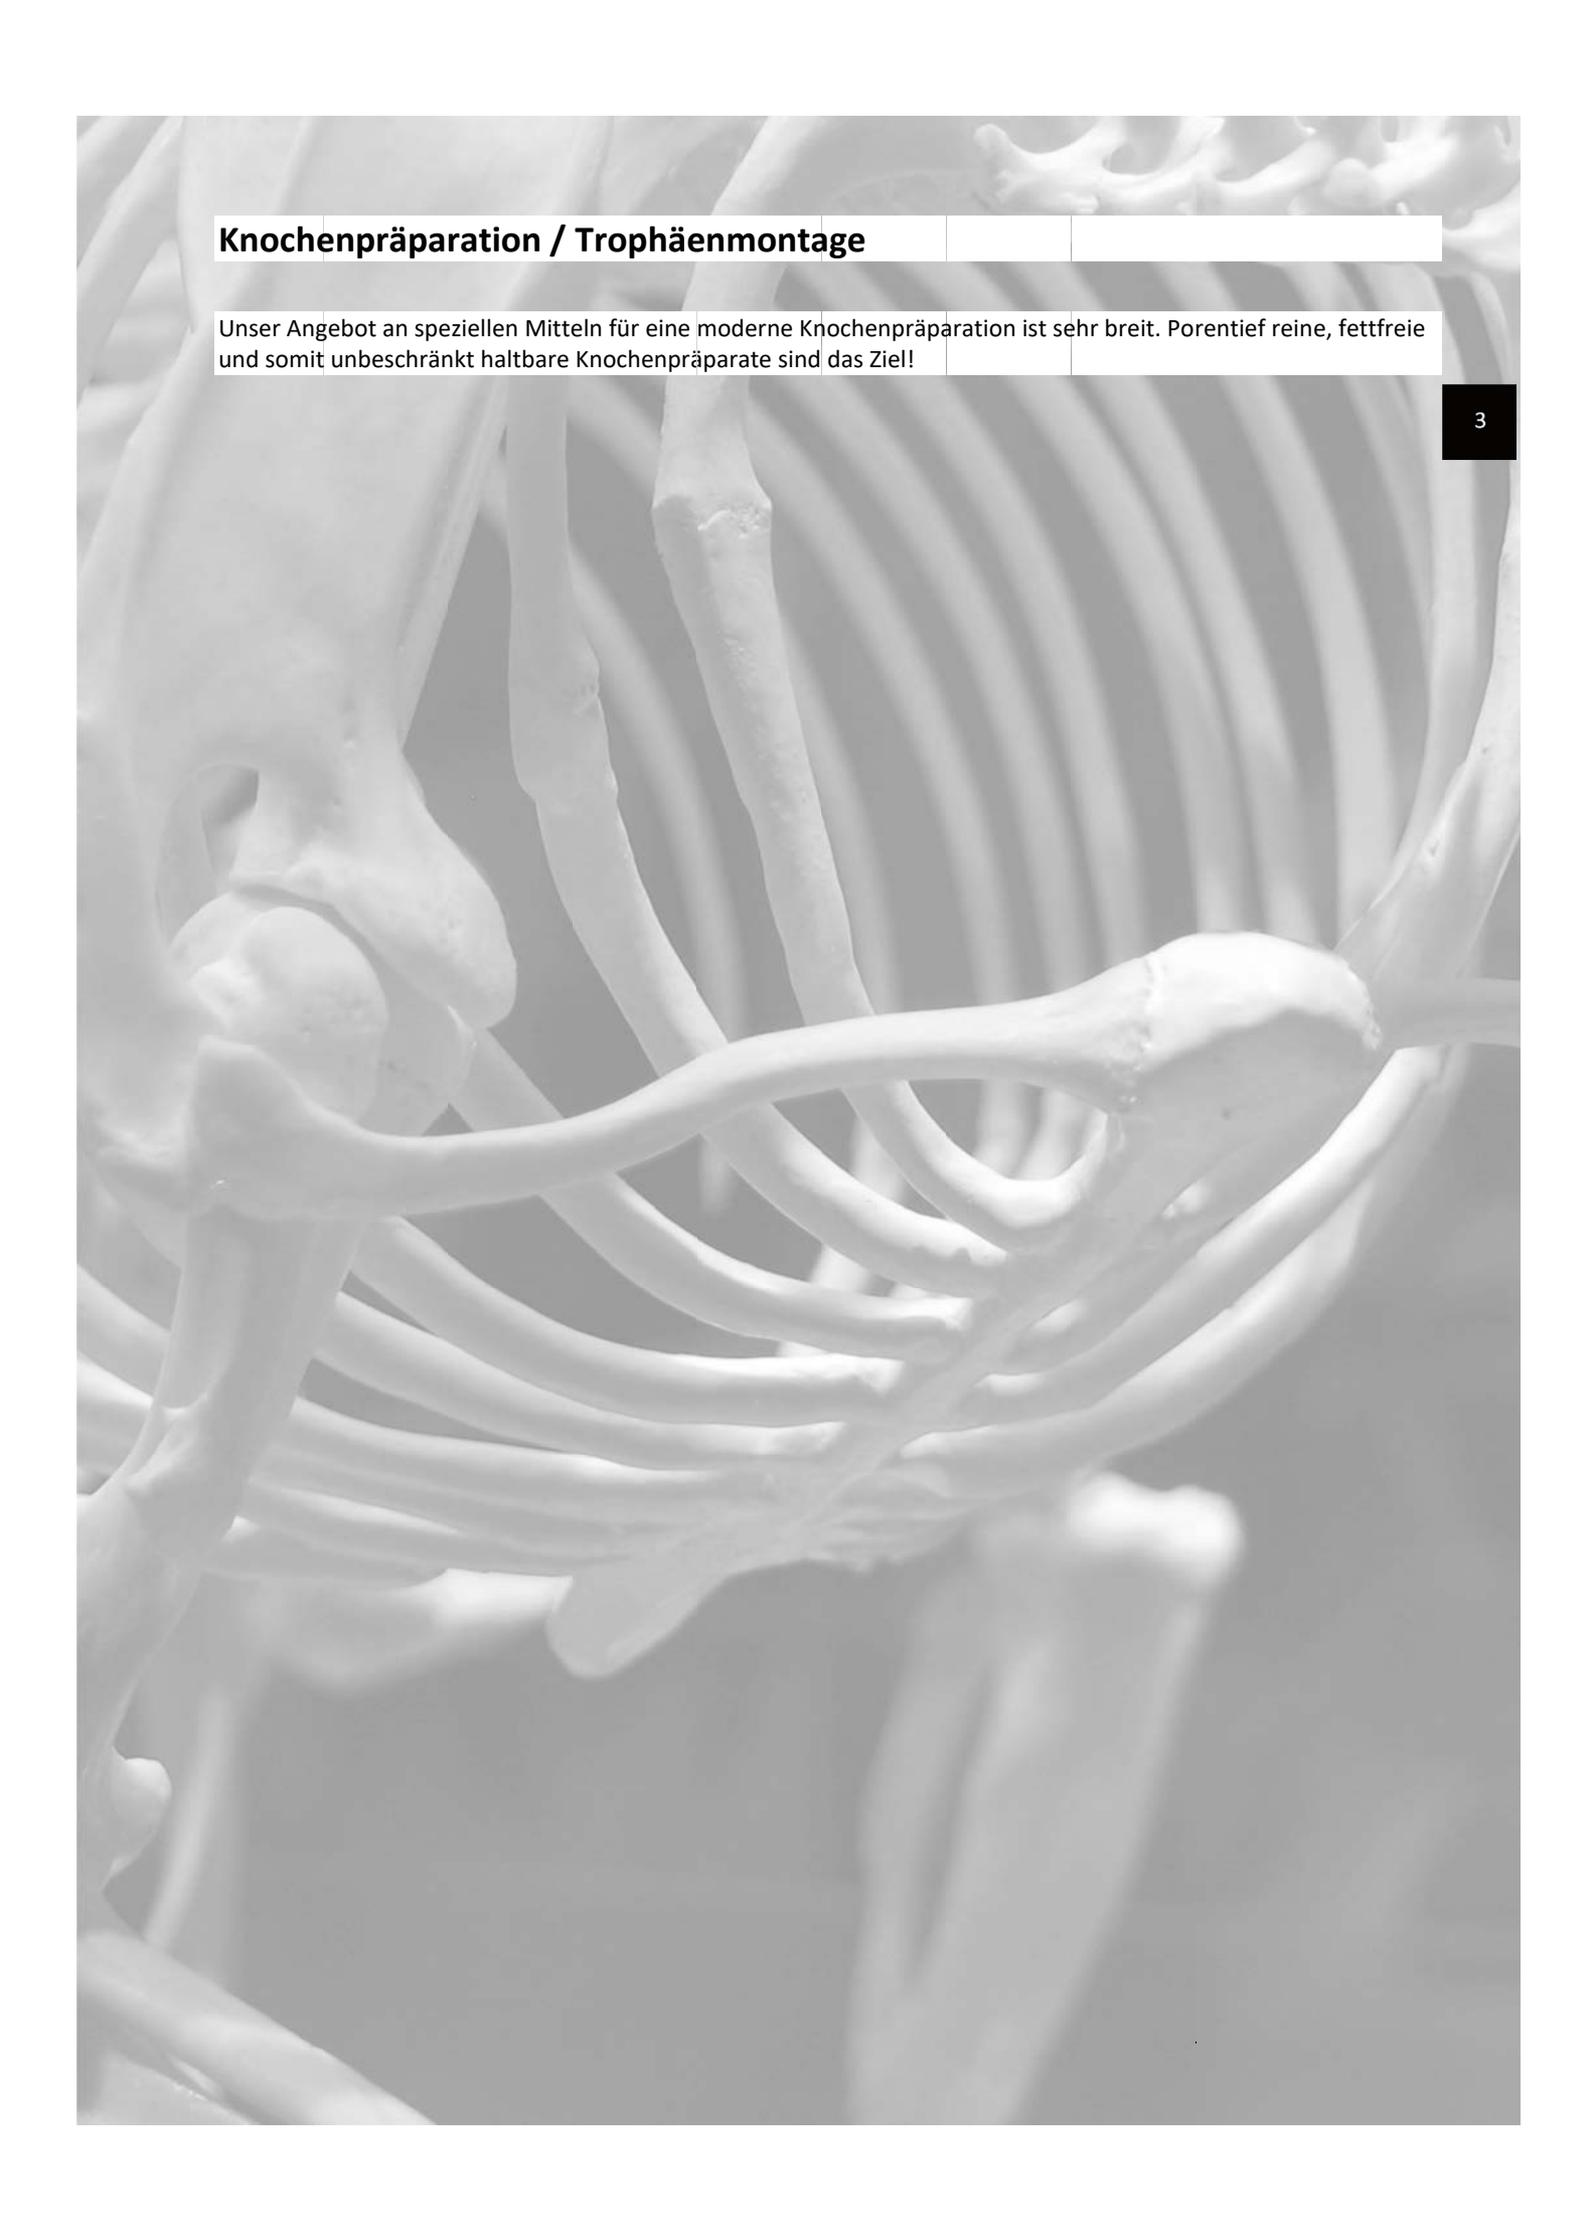 Knochenpräparation / Trophäenmontage
Unser Angebot an speziellen Mitteln für eine moderne Knochenpräparation ist sehr breit. Porentief reine, fettfreie
und somit unbeschränkt haltbare Knochenpräparate sind das Ziel!
3